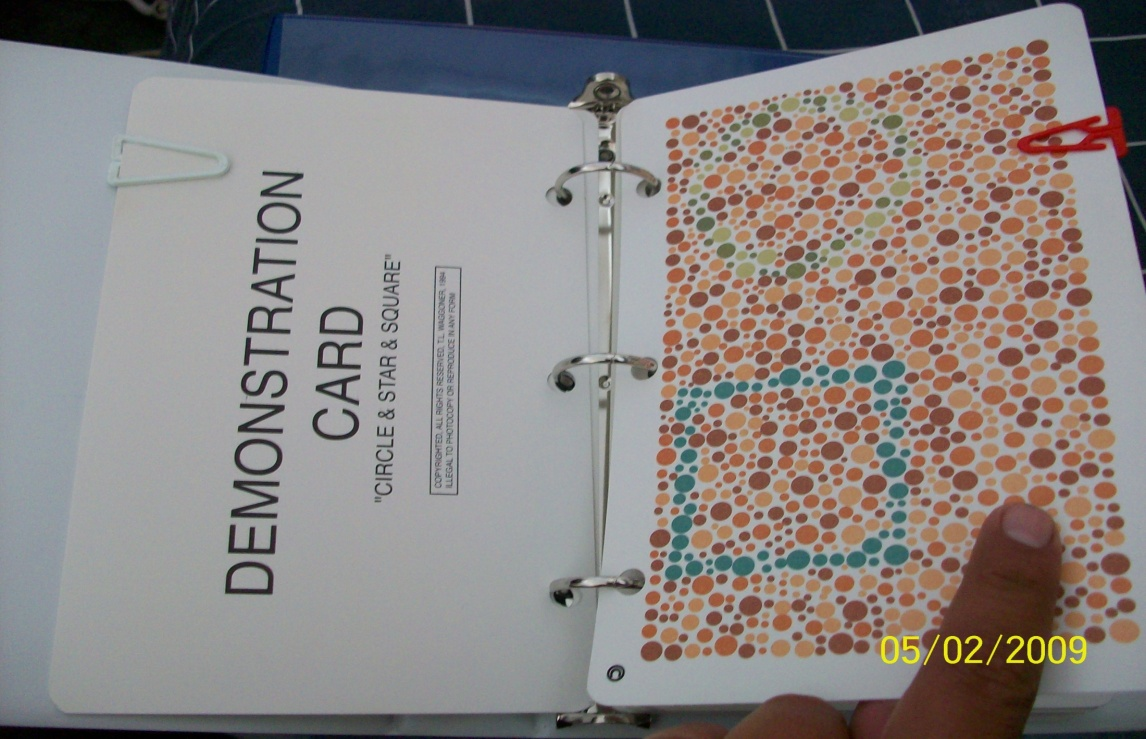 DEMONSTRATION
CARD
"CIRCLE & STAR & SQUARE"
COPYRIGHTED, ALL RIGHTS RESERVED, T.L. WAGGONER, 1994
ILLEGAL TO PHOTOCOPY OR REPRODUCE IN ANY FORM
05/02/2009